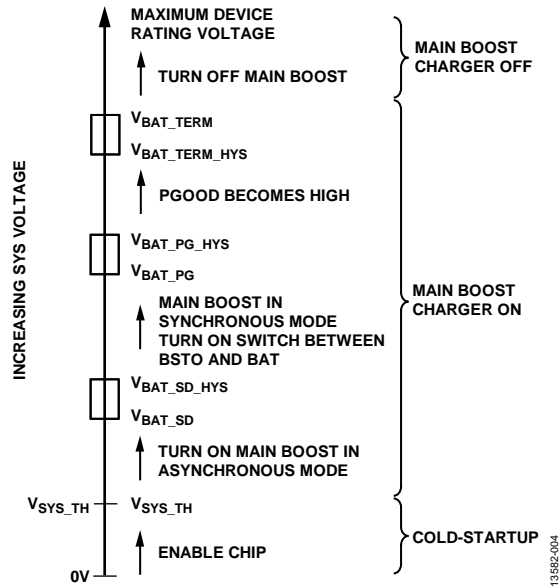 MAXIMUM DEVICE
RATING VOLTAGE
TURN OFF MAIN BOOST
MAIN BOOST
CHARGER OFF
VBAT_TERM
VBAT_TERM_HYS
PGOOD BECOMES HIGH
VBAT_PG_HYS
VBAT_PG
INCREASING SYS VOLTAGE
MAIN BOOST IN
SYNCHRONOUS MODE
TURN ON SWITCH BETWEEN
BSTO AND BAT
MAIN BOOST
CHARGER ON
VBAT_SD_HYS
VBAT_SD
TURN ON MAIN BOOST IN
ASYNCHRONOUS MODE
VSYS_TH
VSYS_TH
ENABLE CHIP
COLD-STARTUP
0V
13582-004